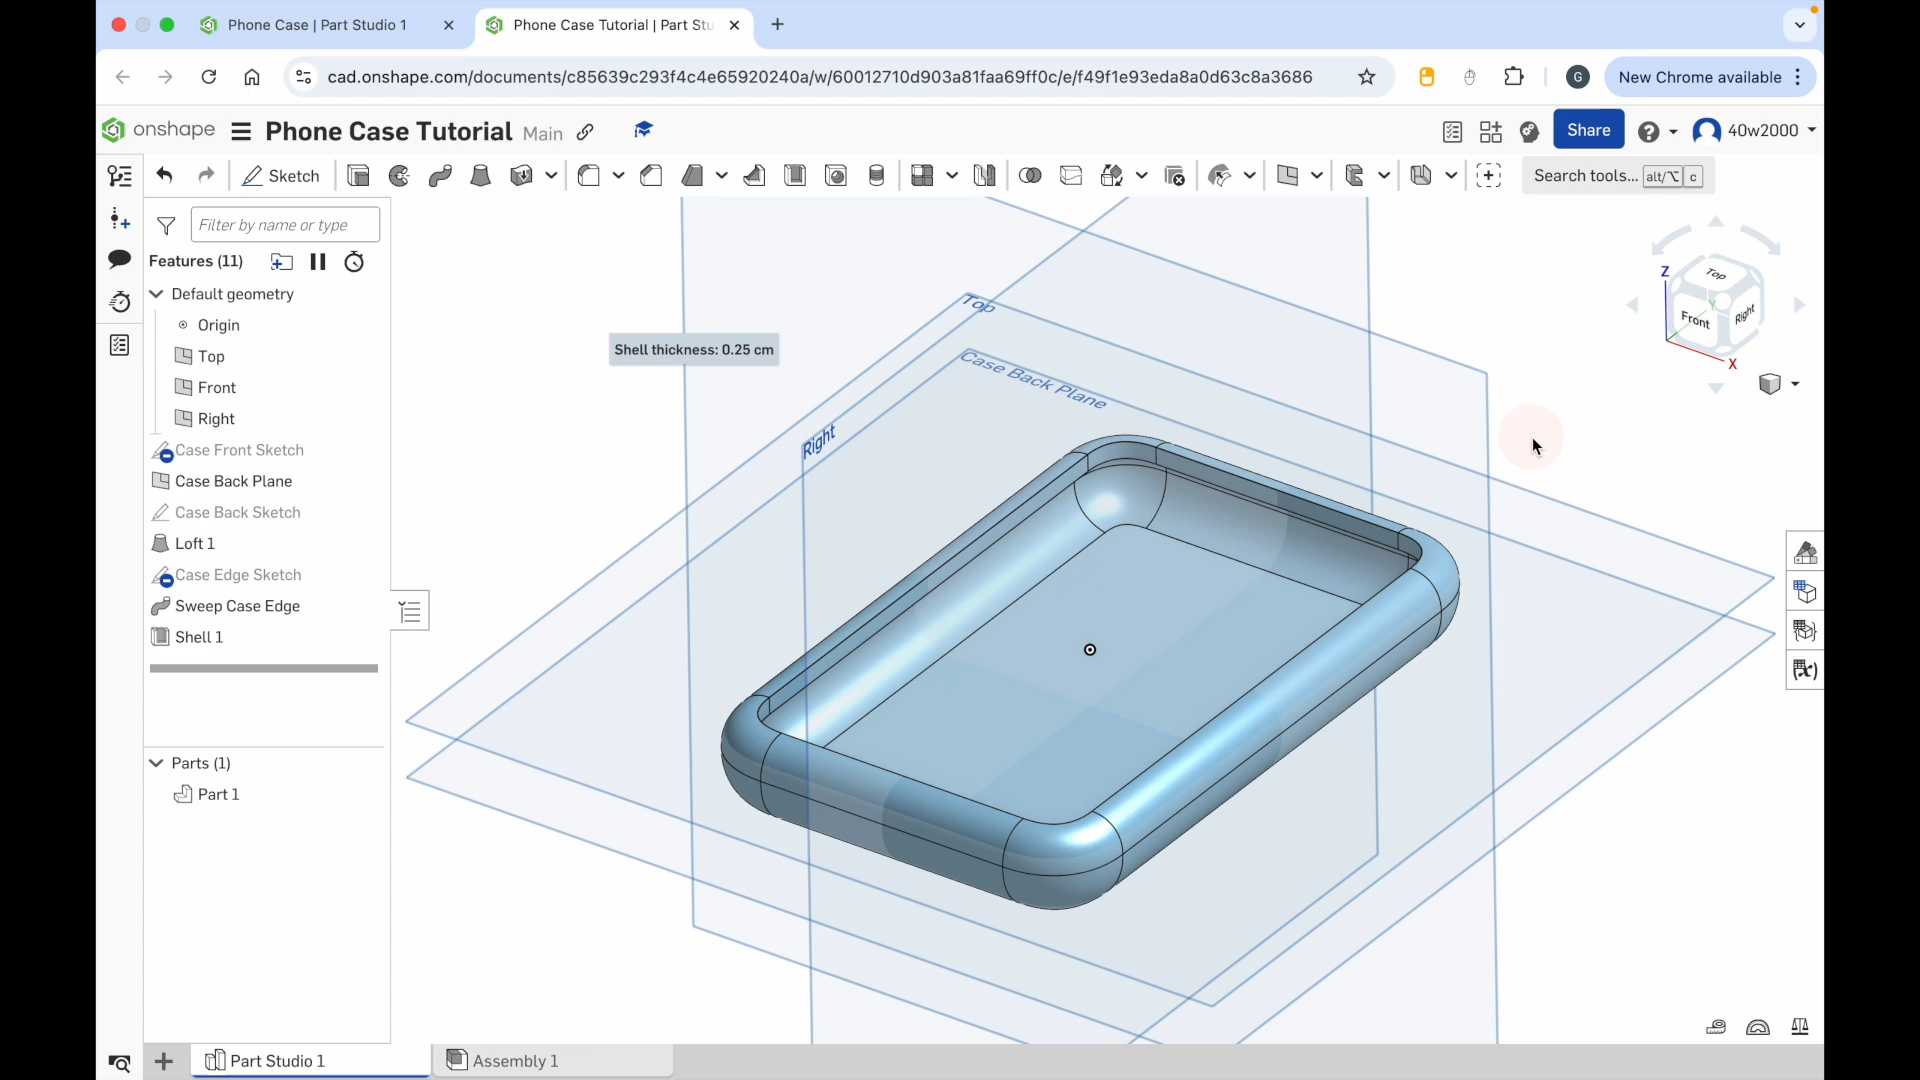 Phone Case | Part Studio 1
Phone Case Tutorial | Part Stu
cad.onshape.com/documents/c85639c293f4c4e65920240a/w/60012710d903a81faa69ff0c/e/f49f1e93eda8a0d63c8a3686
G
New Chrome available
onshape
Phone Case Tutorial
Main
Share
40w2000
Sketch
Search tools...
alt/⌥
c
Filter by name or type
Features (11)
Default geometry
Origin
Top
Front
Right
Case Front Sketch
Case Back Plane
Case Back Sketch
Loft 1
Case Edge Sketch
Sweep Case Edge
Shell 1
Parts (1)
Part 1
Top
Shell thickness: 0.25 cm
Case Back Plane
Right
Z
Top
Y
Front
Right
X
Part Studio 1
Assembly 1